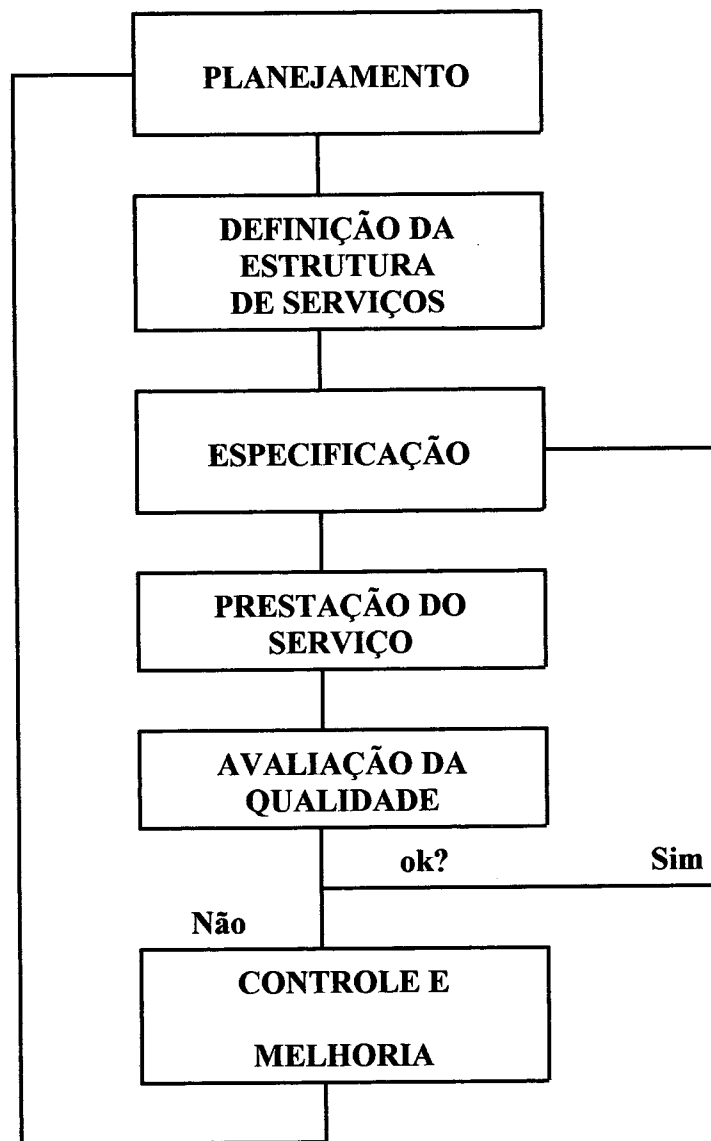 PLANEJAMENTO
DEFINIÇÃO DA
ESTRUTURA
DE SERVIÇOS
ESPECIFICAÇÃO
PRESTAÇÃO DO
SERVIÇO
AVALIAÇÃO DA
QUALIDADE
ok? Sim
Não
CONTROLE E
MELHORIA